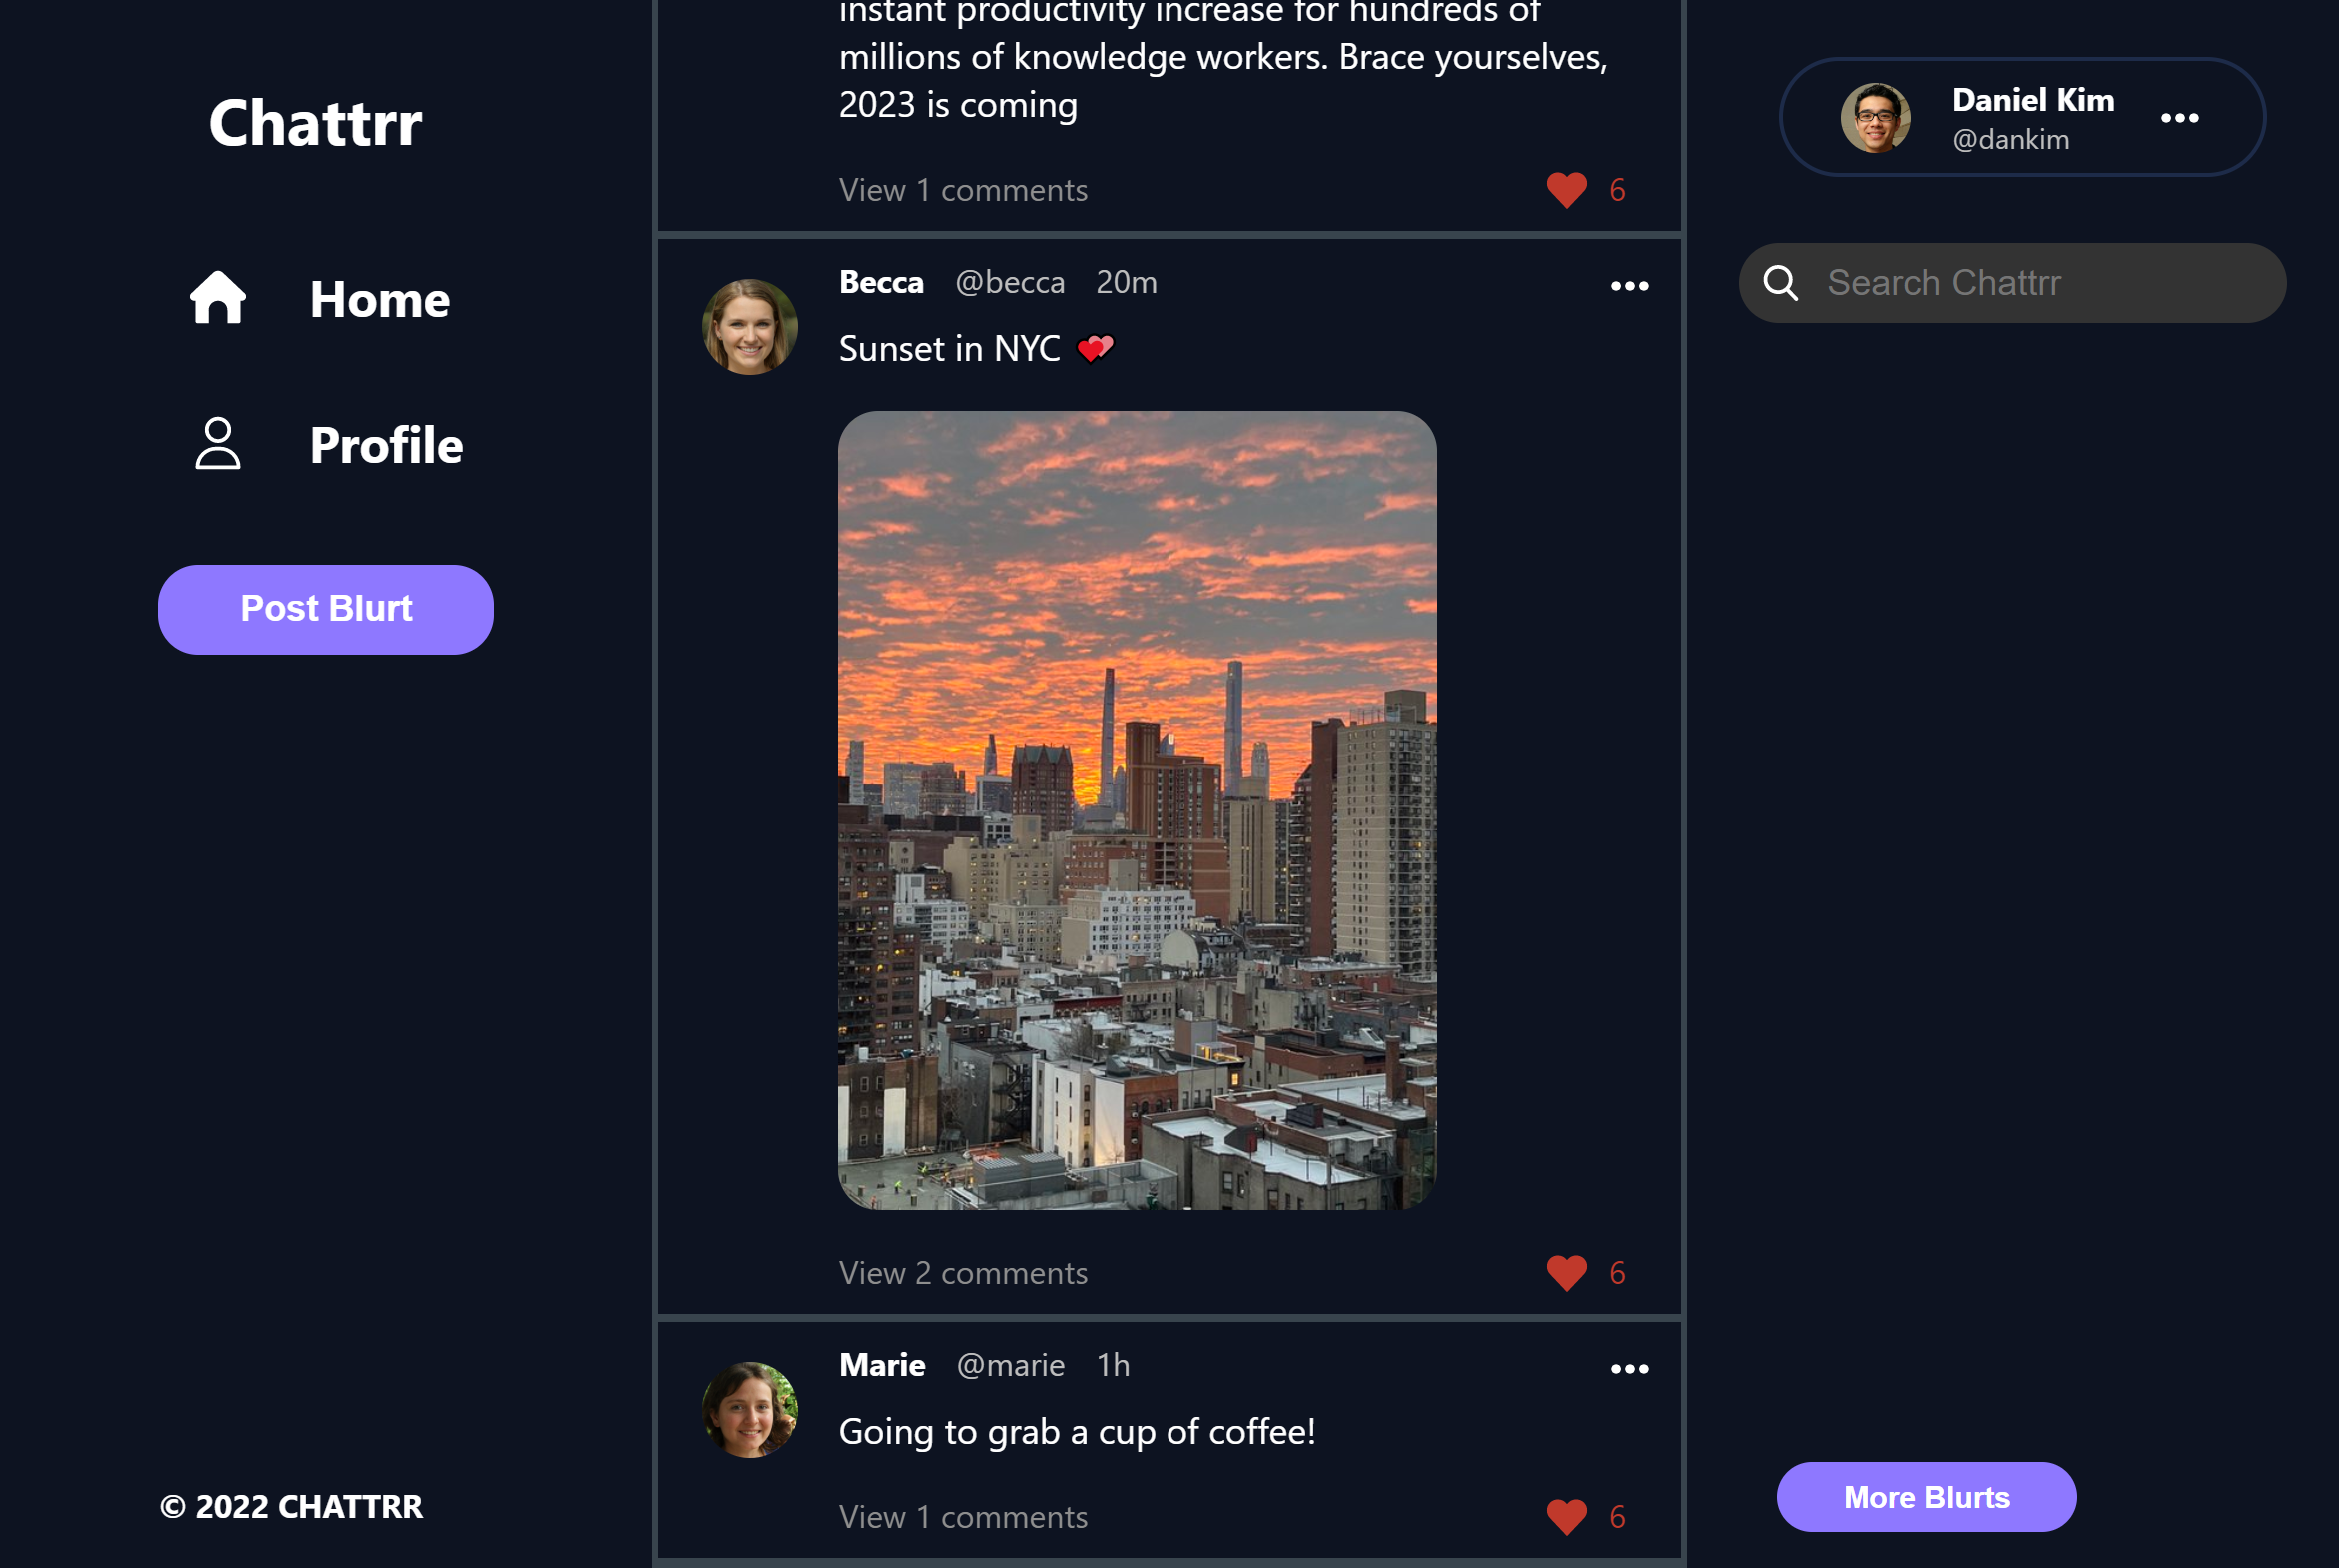 Chattrr
Home
Profile
Post Blurt
© 2022 CHATTRR
instant productivity increase for hundreds of
millions of knowledge workers. Brace yourselves,
2023 is coming
View 1 comments 6
Becca @becca 20m
Sunset in NYC 💕
View 2 comments 6
Marie @marie 1h
Going to grab a cup of coffee!
View 1 comments 6
Daniel Kim
@dankim
Search Chattrr
More Blurts